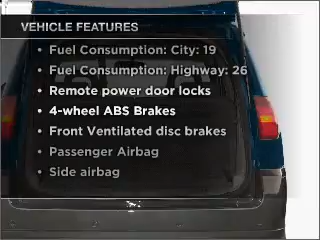 VEHICLE FEATURES
• Fuel Consumption: City: 19
• Fuel Consumption: Highway: 26
• Remote power door locks
• 4-wheel ABS Brakes
• Front Ventilated disc brakes
• Passenger Airbag
• Side airbag